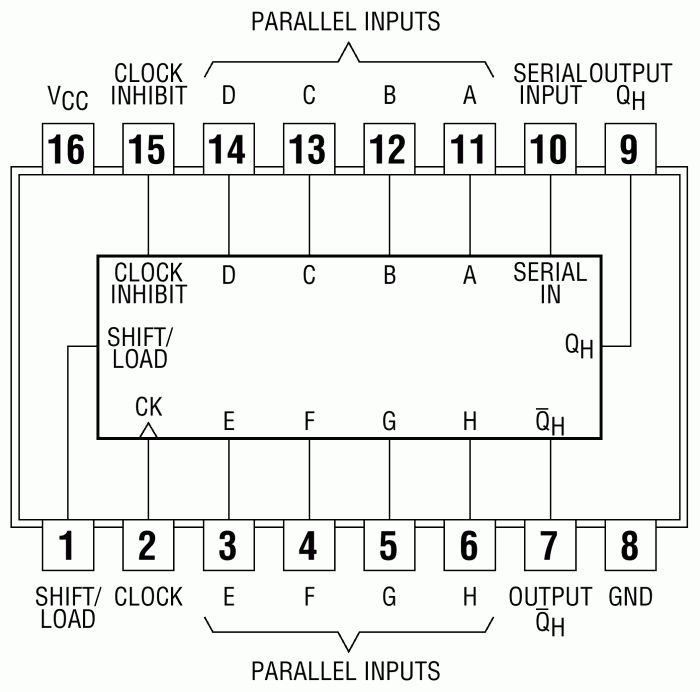 PARALLEL INPUTS
VCC CLOCK INHIBIT D C B A SERIAL INPUT OUTPUT QH
16 15 14 13 12 11 10 9
CLOCK INHIBIT D C B A SERIAL IN
SHIFT/
LOAD
QH
CK E F G H Q̅H
1 2 3 4 5 6 7 8
SHIFT/ LOAD CLOCK E F G H OUTPUT Q̅H GND
PARALLEL INPUTS